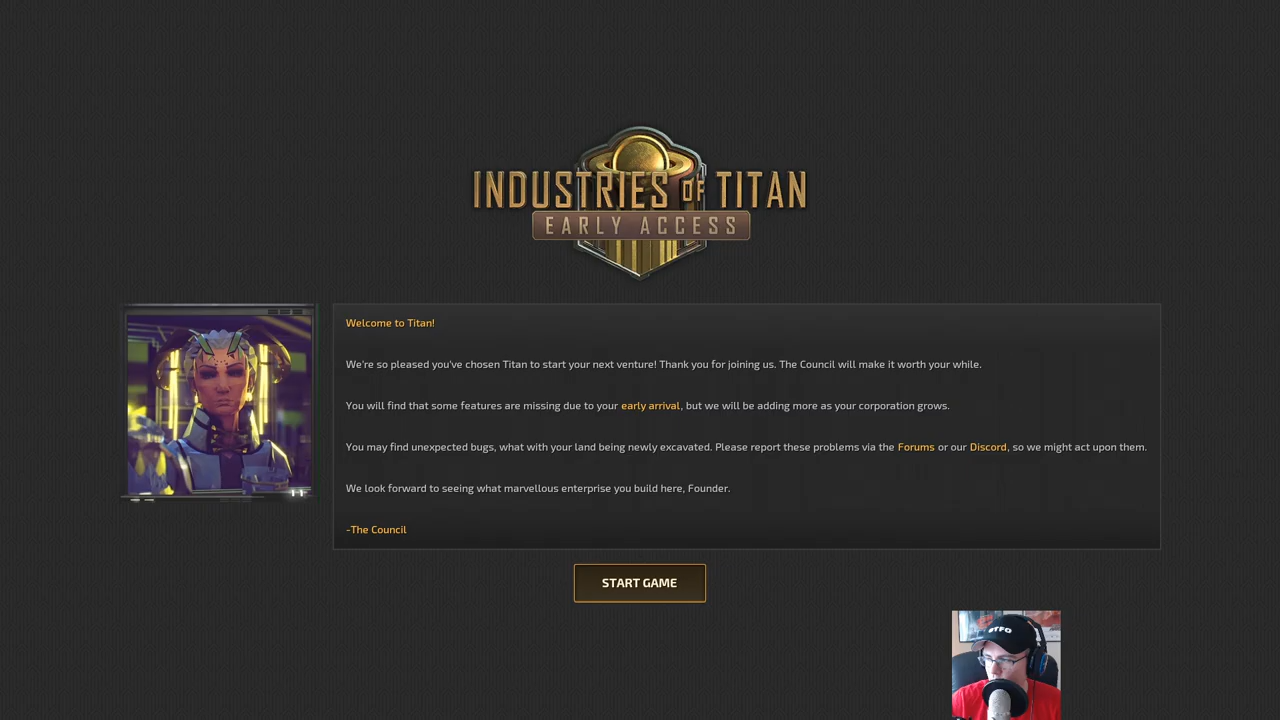 INDUSTRIES OF TITAN
EARLY ACCESS
Welcome to Titan!
We're so pleased you've chosen Titan to start your next venture! Thank you for joining us. The Council will make it worth your while.
You will find that some features are missing due to your early arrival, but we will be adding more as your corporation grows.
You may find unexpected bugs, what with your land being newly excavated. Please report these problems via the Forums or our Discord, so we might act upon them.
We look forward to seeing what marvellous enterprise you build here, Founder.
-The Council
START GAME